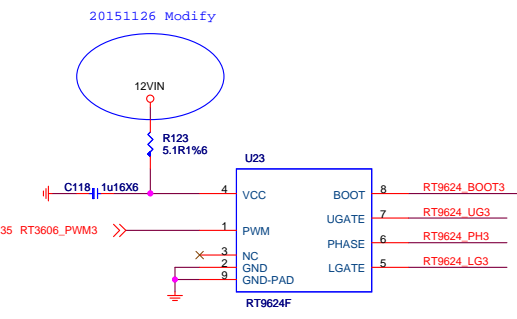 20151126 Modify
12VIN
R123
5.1R1%6
U23
C118 1u16X6
4 VCC
BOOT 8 RT9624_BOOT3
UGATE 7 RT9624_UG3
35 RT3606_PWM3
1 PWM
PHASE 6 RT9624_PH3
3 NC
2 GND
LGATE 5 RT9624_LG3
9 GND-PAD
RT9624F